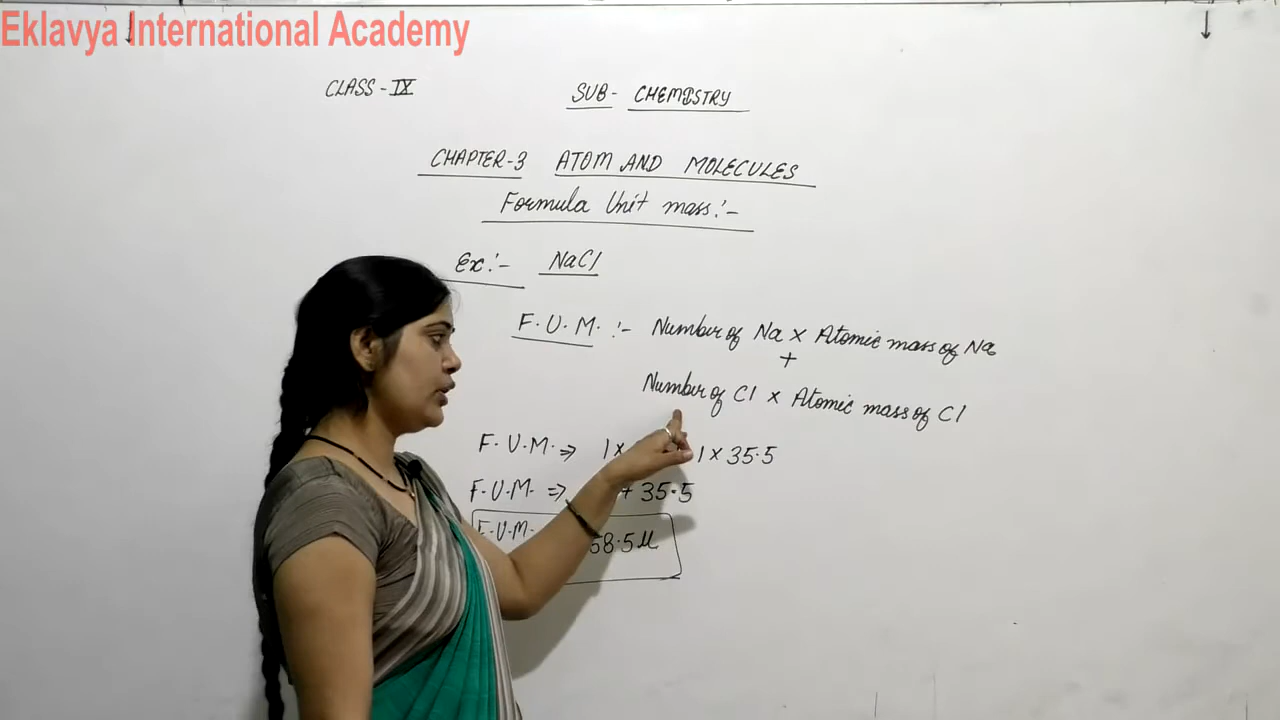 Eklavya International Academy
CLASS - IX SUB - CHEMISTRY
CHAPTER-3 ATOM AND MOLECULES
Formula Unit mass:-
Ex:- NaCl
F.U.M. :- Number of Na x Atomic mass of Na
+
Number of Cl x Atomic mass of Cl
F.U.M. => 1 x 1 x 35.5
F.U.M. => + 35.5
F.U.M. 58.5 u